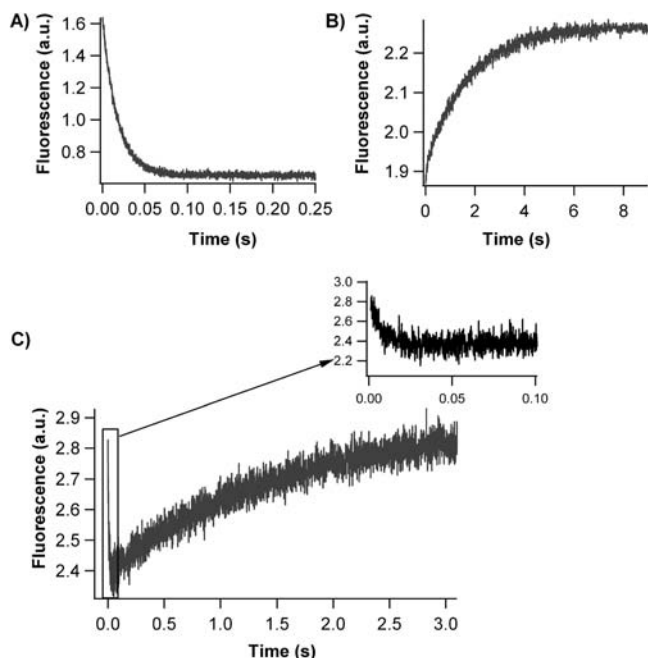 A)
Fluorescence (a.u.)
1.6
1.4
1.2
1.0
0.8
0.00 0.05 0.10 0.15 0.20 0.25
Time (s)
B)
Fluorescence (a.u.)
2.2
2.1
2.0
1.9
0 2 4 6 8
Time (s)
C)
3.0
2.8
2.6
2.4
2.2
0.00 0.05 0.10
Fluorescence (a.u.)
2.9
2.8
2.7
2.6
2.5
2.4
0.0 0.5 1.0 1.5 2.0 2.5 3.0
Time (s)